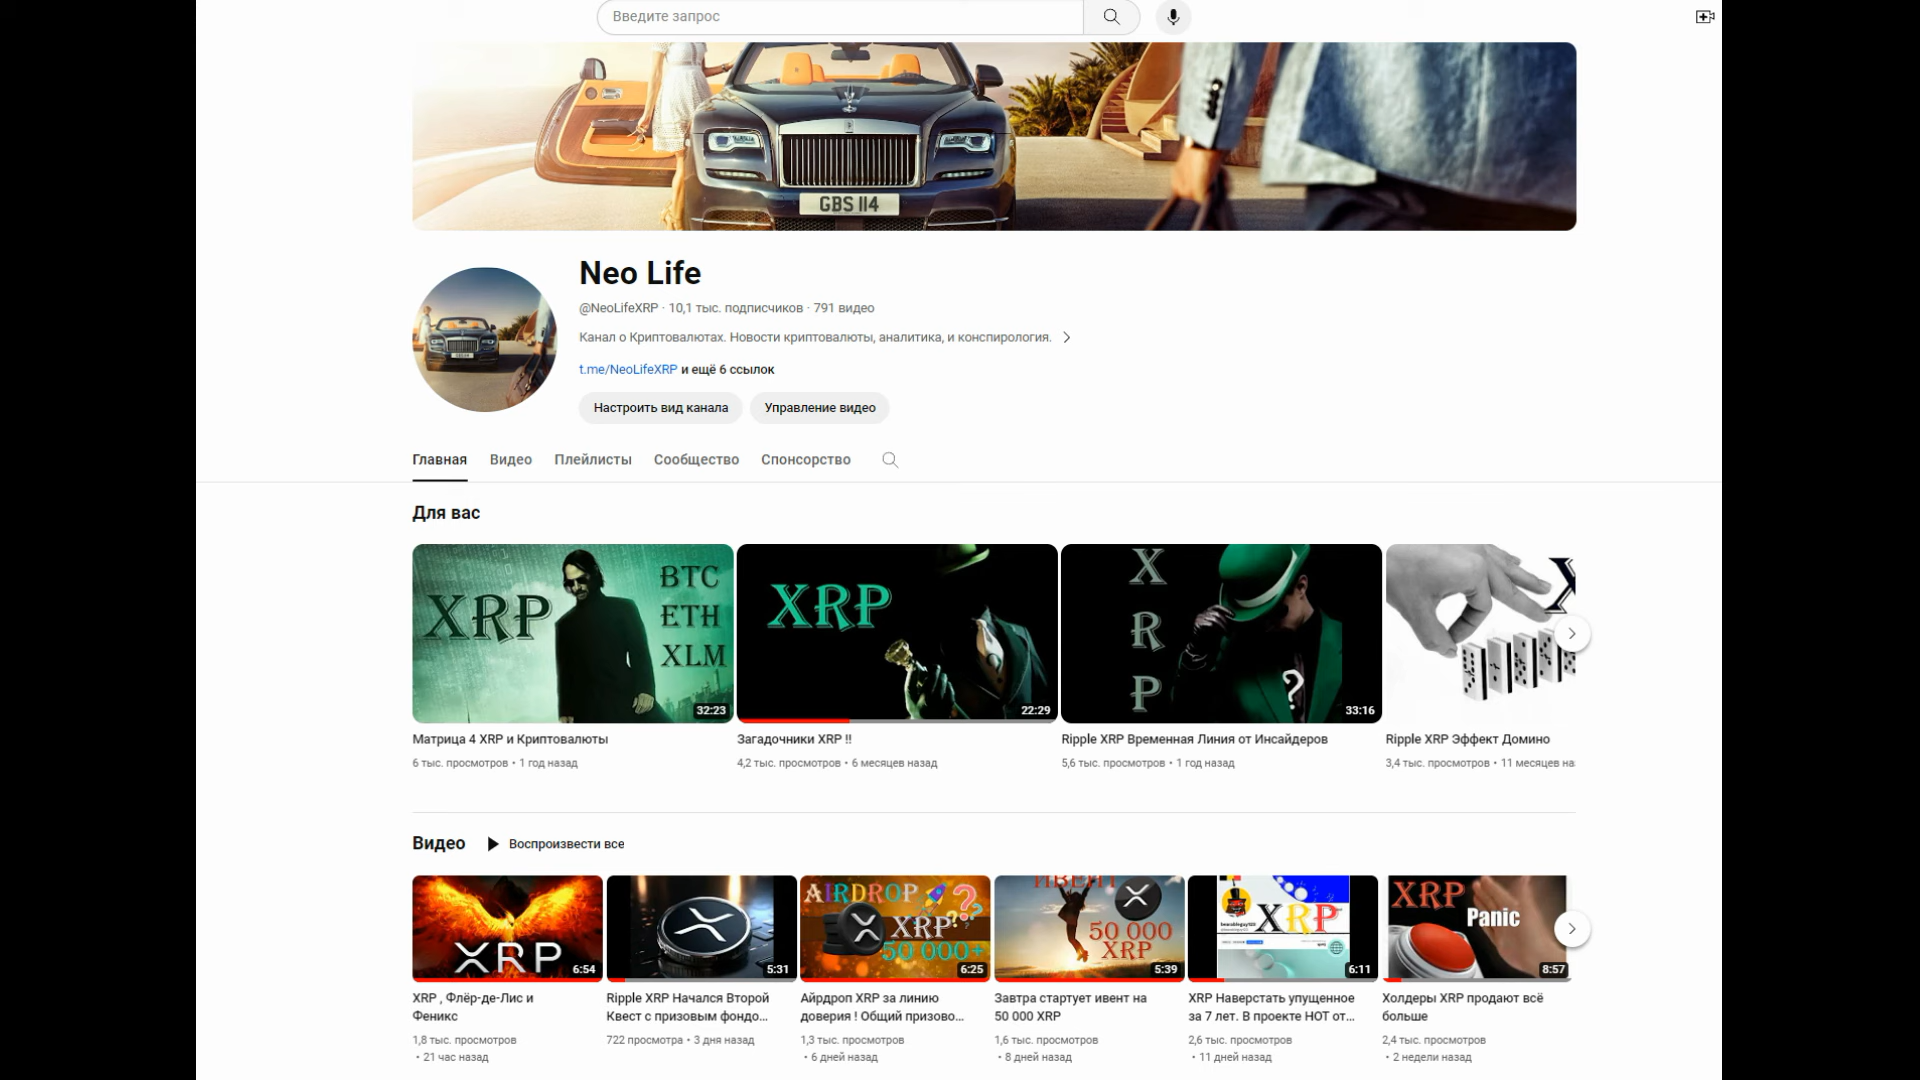 Введите запрос
GBS 114
Neo Life
@NeoLifeXRP · 10,1 тыс. подписчиков · 791 видео
Канал о Криптовалютах. Новости криптовалюты, аналитика, и конспирология.
t.me/NeoLifeXRP и ещё 6 ссылок
Настроить вид канала Управление видео
Главная Видео Плейлисты Сообщество Спонсорство
Для вас
XRP
BTC
ETH
XLM
32:23
XRP
22:29
X
R
P
?
33:16
Матрица 4 XRP и Криптовалюты
6 тыс. просмотров • 1 год назад
Загадочники XRP !!
4,2 тыс. просмотров • 6 месяцев назад
Ripple XRP Временная Линия от Инсайдеров
5,6 тыс. просмотров • 1 год назад
Ripple XRP Эффект Домино
3,4 тыс. просмотров • 11 месяцев на
Видео Воспроизвести все
XRP
6:54
5:31
AIRDROP ?
XRP ? ?
50 000+
6:25
ИВЕНТ
50 000
XRP
5:39
XRP
6:11
XRP
Panic
8:57
XRP , Флёр-де-Лис и
Феникс
1,8 тыс. просмотров
• 21 час назад
Ripple XRP Начался Второй
Квест с призовым фондо...
722 просмотра • 3 дня назад
Айрдроп XRP за линию
доверия ! Общий призово...
1,3 тыс. просмотров
• 6 дней назад
Завтра стартует ивент на
50 000 XRP
1,6 тыс. просмотров
• 8 дней назад
XRP Наверстать упущенное
за 7 лет. В проекте НОТ от...
2,6 тыс. просмотров
• 11 дней назад
Холдеры XRP продают всё
больше
2,4 тыс. просмотров
• 2 недели назад